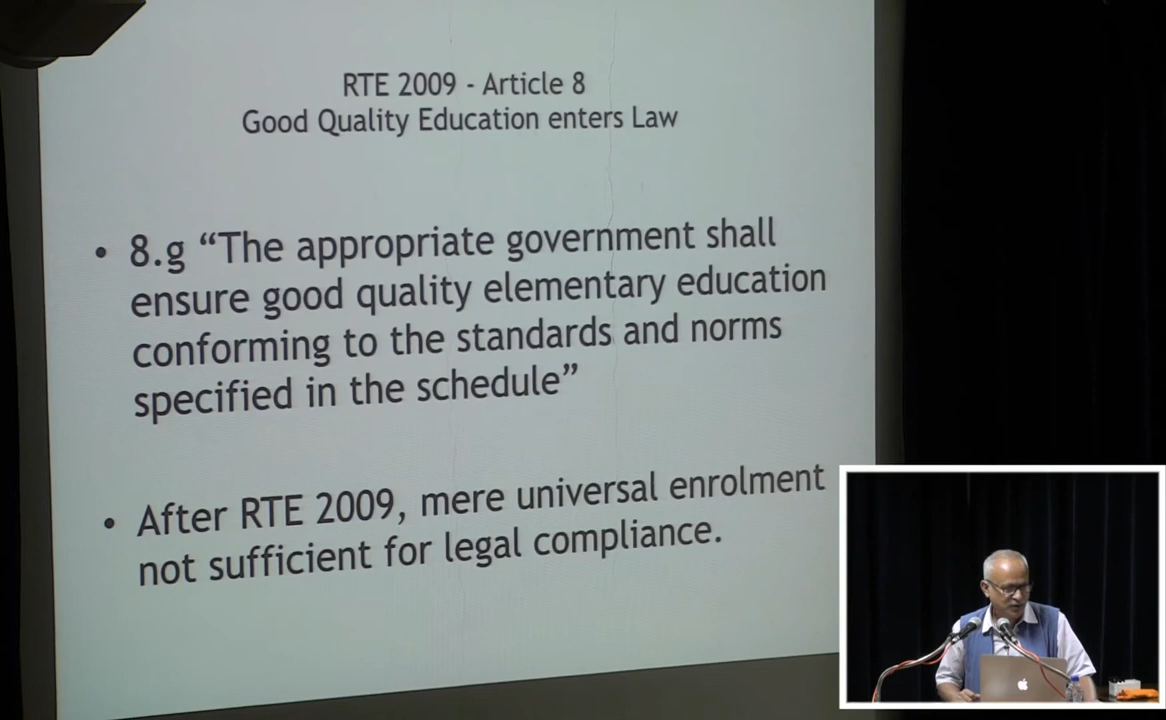 RTE 2009 - Article 8
Good Quality Education enters Law
• 8.g “The appropriate government shall
ensure good quality elementary education
conforming to the standards and norms
specified in the schedule”
• After RTE 2009, mere universal enrolment
not sufficient for legal compliance.